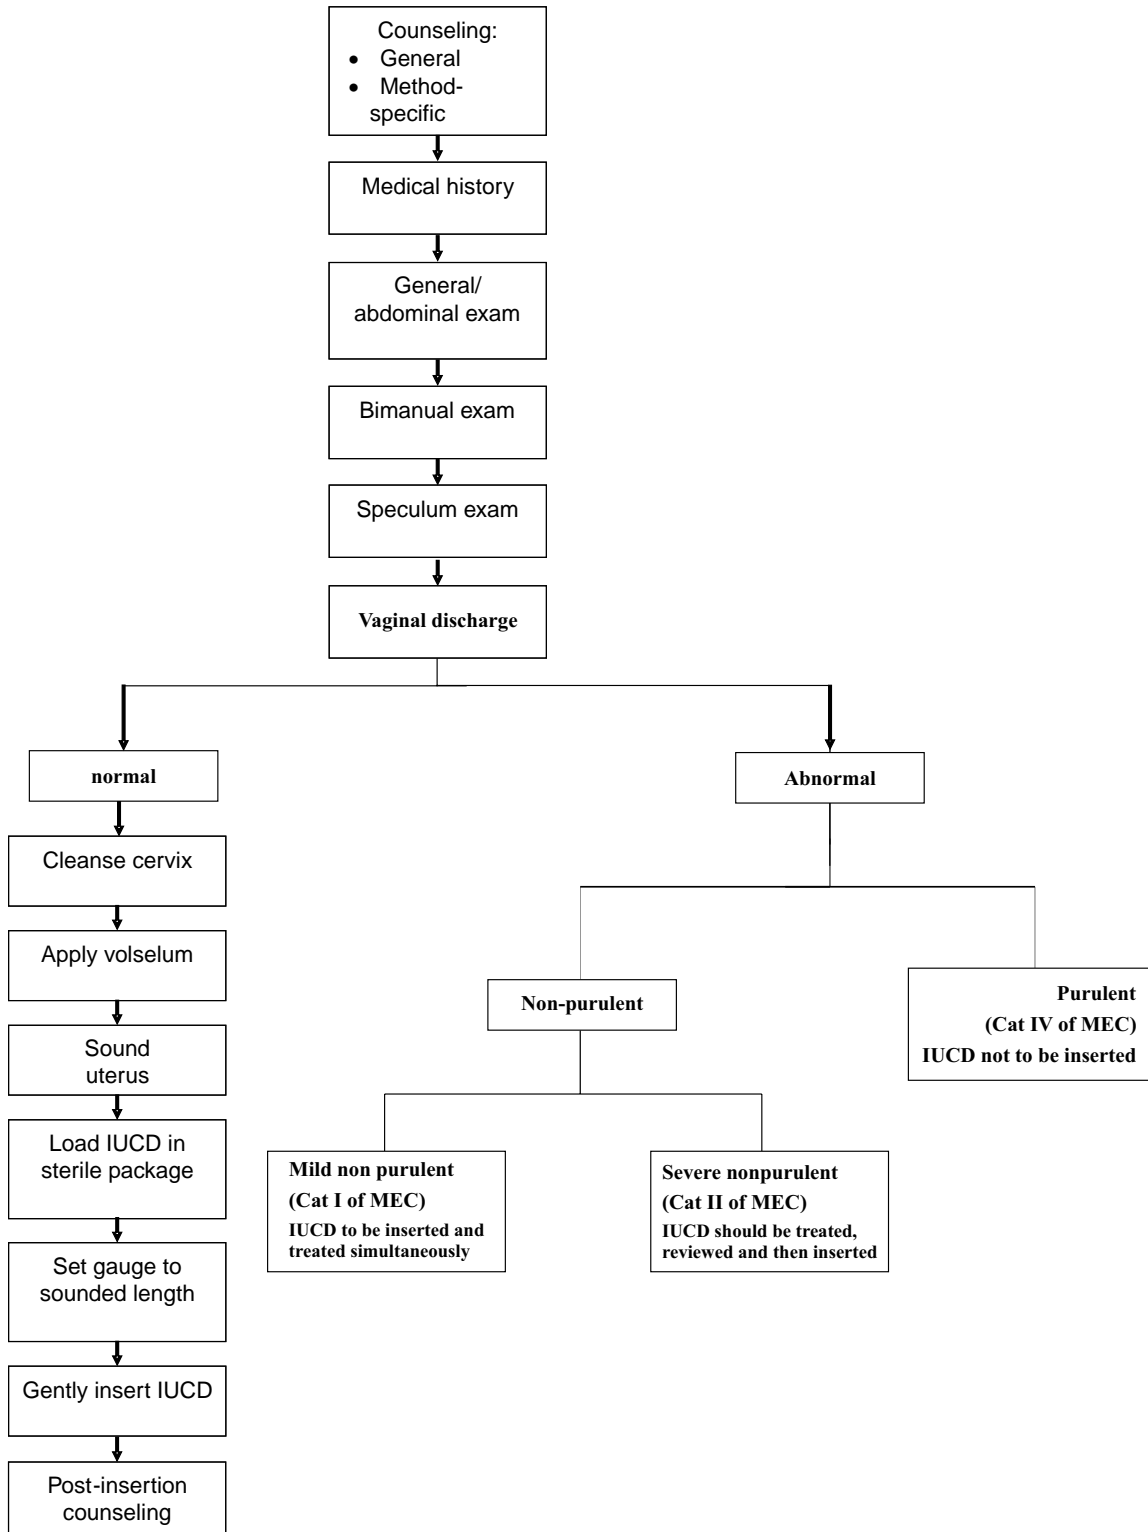 Counseling:
• General
• Method-
specific
Medical history
General/
abdominal exam
Bimanual exam
Speculum exam
Vaginal discharge
normal
Abnormal
Cleanse cervix
Apply volselum
Sound
uterus
Load IUCD in
sterile package
Set gauge to
sounded length
Gently insert IUCD
Post-insertion
counseling
Non-purulent
Purulent
(Cat IV of MEC)
IUCD not to be inserted
Mild non purulent
(Cat I of MEC)
IUCD to be inserted and
treated simultaneously
Severe nonpurulent
(Cat II of MEC)
IUCD should be treated,
reviewed and then inserted